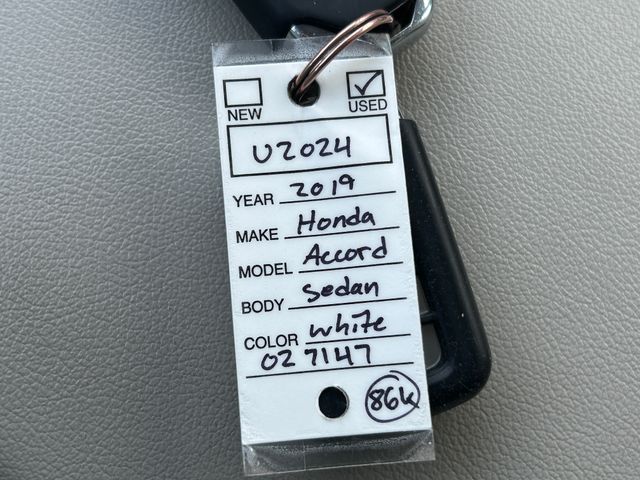 NEW USED
U2024
YEAR 2019
MAKE Honda
MODEL Accord
BODY Sedan
COLOR white
027147
86k